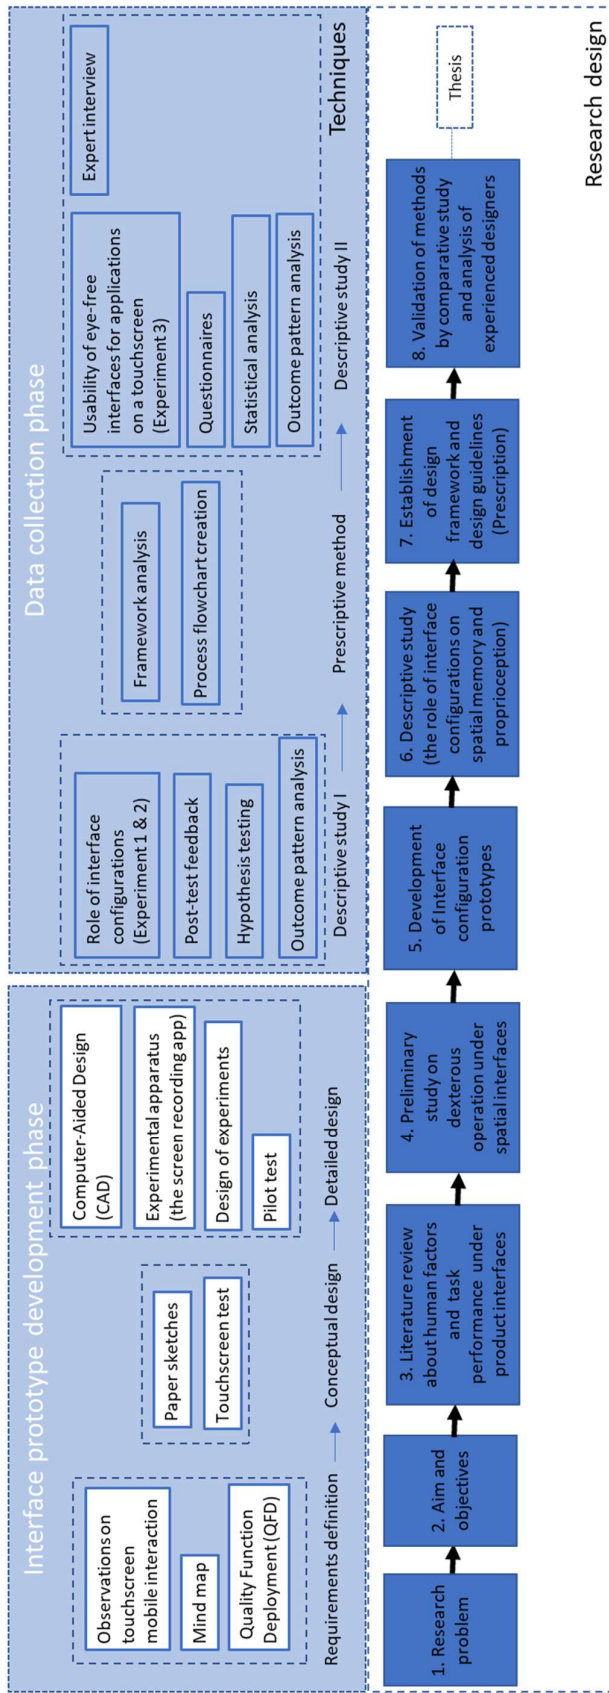 Interface prototype development phase
Observations on
touchscreen
mobile interaction
Mind map
Quality Function
Deployment (QFD)
Requirements definition
Paper sketches
Touchscreen test
Conceptual design
Computer-Aided Design
(CAD)
Experimental apparatus
(the screen recording app)
Design of experiments
Pilot test
Detailed design
Data collection phase
Role of interface
configurations
(Experiment 1 & 2)
Post-test feedback
Hypothesis testing
Outcome pattern analysis
Descriptive study I
Framework analysis
Process flowchart creation
Prescriptive method
Usability of eye-free
interfaces for applications
on a touchscreen
(Experiment 3)
Questionnaires
Statistical analysis
Outcome pattern analysis
Descriptive study II
Expert interview
Techniques
1. Research
problem
2. Aim and
objectives
3. Literature review
about human factors
and task
performance under
product interfaces
4. Preliminary
study on
dexterous
operation under
spatial interfaces
5. Development
of Interface
configuration
prototypes
6. Descriptive study
(the role of interface
configurations on
spatial memory and
proprioception)
7. Establishment
of design
framework and
design guidelines
(Prescription)
8. Validation of methods
by comparative study
and analysis of
experienced designers
Thesis
Research design